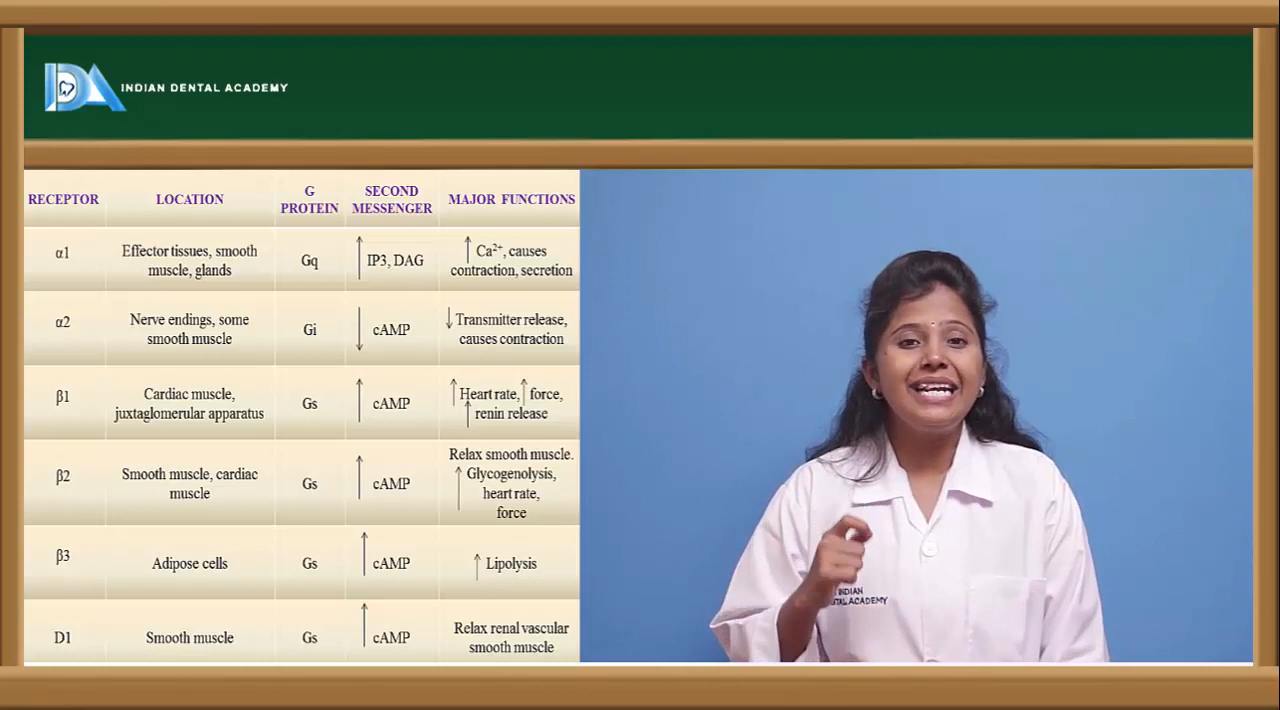 INDIAN DENTAL ACADEMY
RECEPTOR LOCATION G PROTEIN SECOND MESSENGER MAJOR FUNCTIONS
α1
Effector tissues, smooth
muscle, glands
Gq
↑ IP3, DAG
↑ Ca²⁺, causes
contraction, secretion
α2
Nerve endings, some
smooth muscle
Gi
↓ cAMP
↓ Transmitter release,
causes contraction
β1
Cardiac muscle,
juxtaglomerular apparatus
Gs
↑ cAMP
↑ Heart rate, ↑ force,
↑ renin release
β2
Smooth muscle, cardiac
muscle
Gs
↑ cAMP
Relax smooth muscle.
↑ Glycogenolysis,
heart rate,
force
β3
Adipose cells
Gs
↑ cAMP
↑ Lipolysis
D1
Smooth muscle
Gs
↑ cAMP
Relax renal vascular
smooth muscle
INDIAN
DENTAL ACADEMY